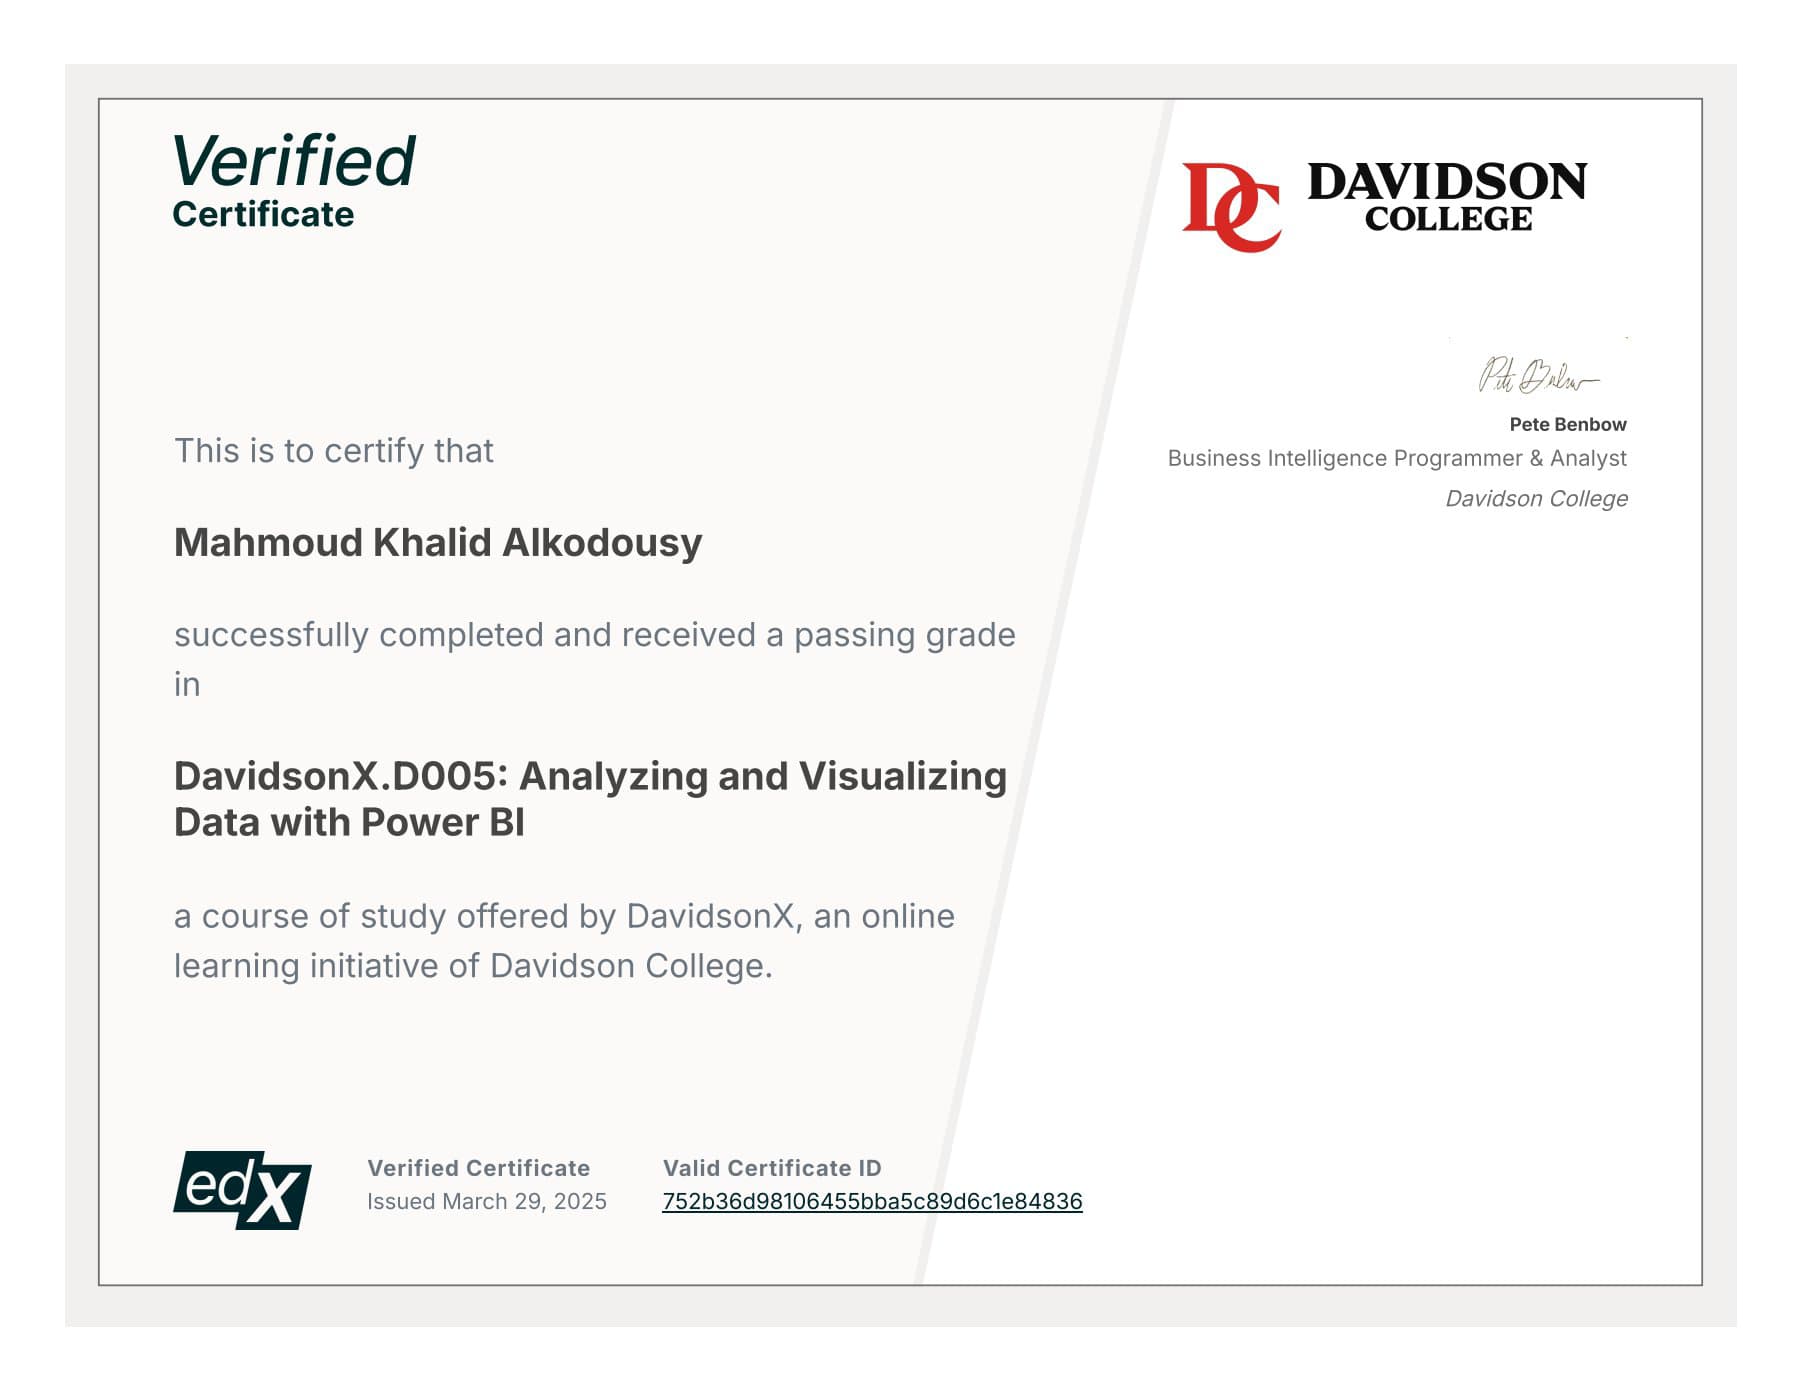 Verified
Certificate
DC DAVIDSON
COLLEGE
Pete Benbow
Pete Benbow
Business Intelligence Programmer & Analyst
Davidson College
This is to certify that
Mahmoud Khalid Alkodousy
successfully completed and received a passing grade
in
DavidsonX.D005: Analyzing and Visualizing
Data with Power BI
a course of study offered by DavidsonX, an online
learning initiative of Davidson College.
edX
Verified Certificate
Issued March 29, 2025
Valid Certificate ID
752b36d98106455bba5c89d6c1e84836